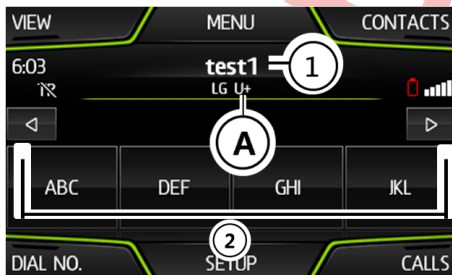 VIEW MENU CONTACTS
6:03 test1 1
LG U+
A
ABC DEF GHI JKL
2
DIAL NO. SETUP CALLS